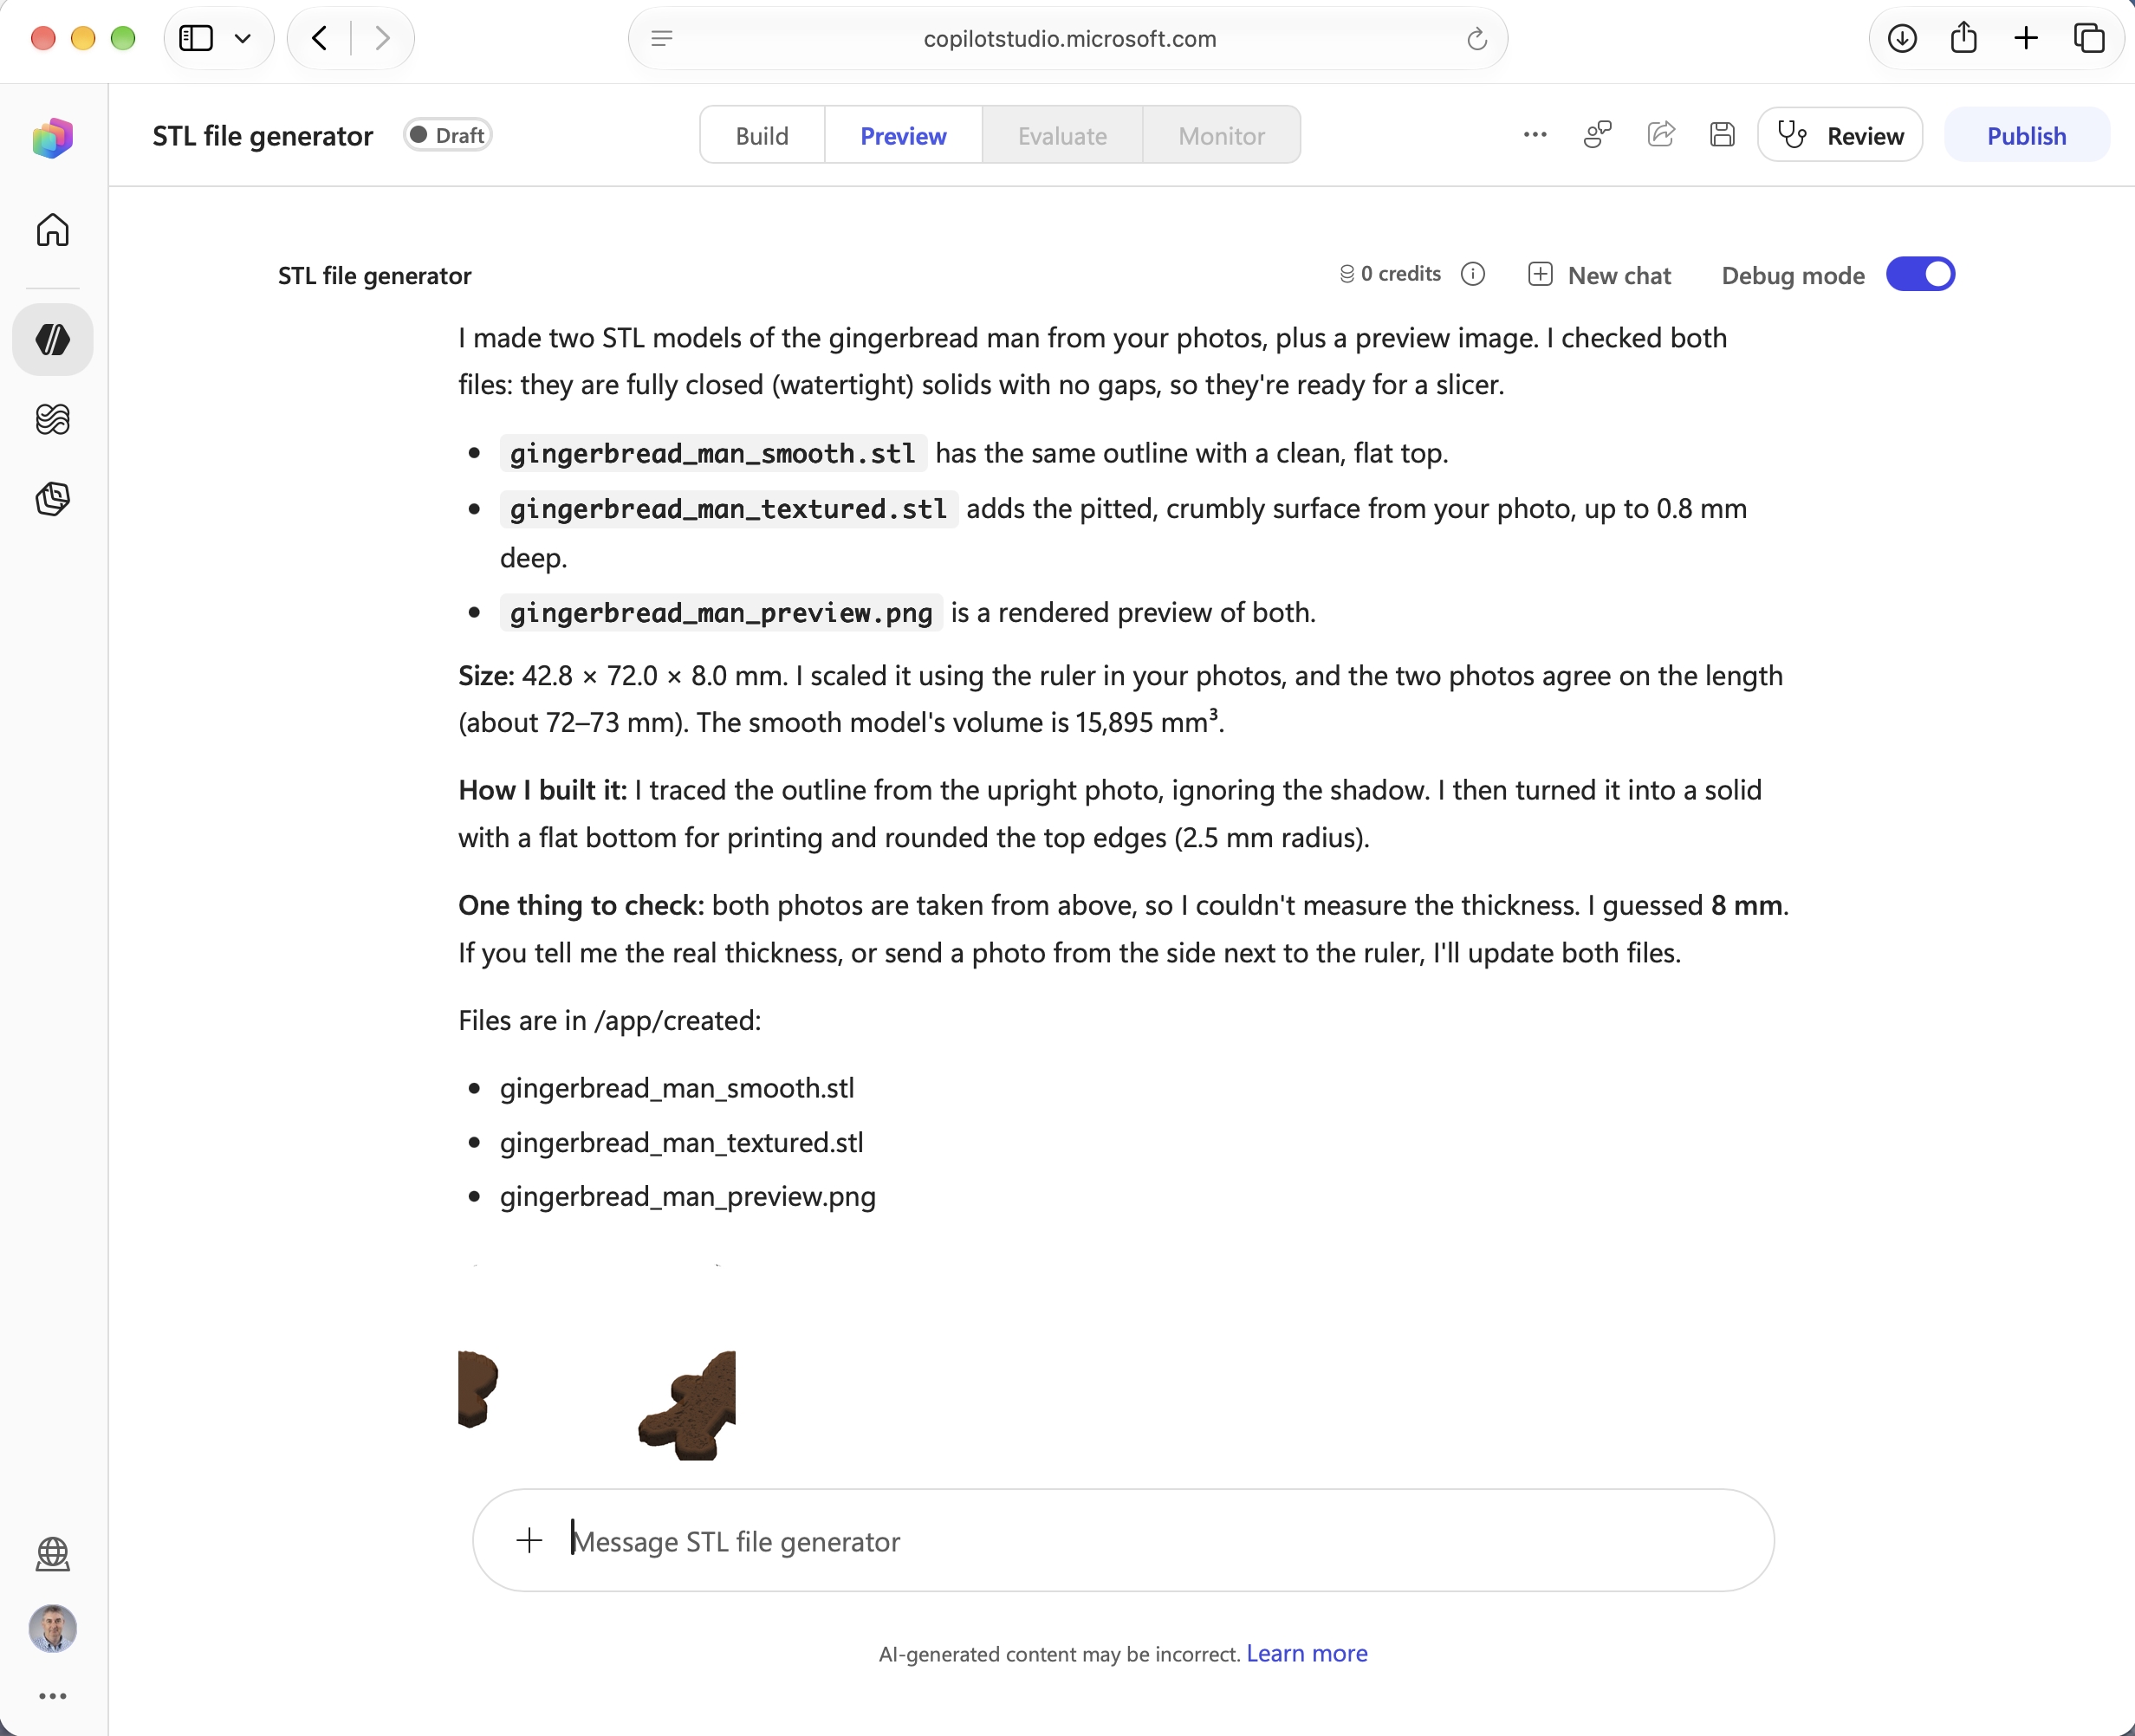 copilotstudio.microsoft.com
STL file generator
Draft
Build
Preview
Evaluate
Monitor
Review
Publish
STL file generator
0 credits
New chat
Debug mode
I made two STL models of the gingerbread man from your photos, plus a preview image. I checked both
files: they are fully closed (watertight) solids with no gaps, so they're ready for a slicer.
gingerbread_man_smooth.stl has the same outline with a clean, flat top.
gingerbread_man_textured.stl adds the pitted, crumbly surface from your photo, up to 0.8 mm
deep.
gingerbread_man_preview.png is a rendered preview of both.
Size: 42.8 × 72.0 × 8.0 mm. I scaled it using the ruler in your photos, and the two photos agree on the length
(about 72–73 mm). The smooth model's volume is 15,895 mm³.
How I built it: I traced the outline from the upright photo, ignoring the shadow. I then turned it into a solid
with a flat bottom for printing and rounded the top edges (2.5 mm radius).
One thing to check: both photos are taken from above, so I couldn't measure the thickness. I guessed 8 mm.
If you tell me the real thickness, or send a photo from the side next to the ruler, I'll update both files.
Files are in /app/created:
gingerbread_man_smooth.stl
gingerbread_man_textured.stl
gingerbread_man_preview.png
Message STL file generator
AI-generated content may be incorrect. Learn more